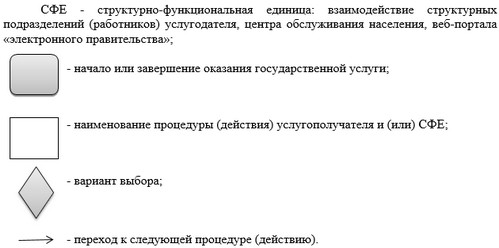 СФЕ - структурно-функциональная единица: взаимодействие структурных
подразделений (работников) услугодателя, центра обслуживания населения, веб-портала
«электронного правительства»;
- начало или завершение оказания государственной услуги;
- наименование процедуры (действия) услугополучателя и (или) СФЕ;
- вариант выбора;
- переход к следующей процедуре (действию).